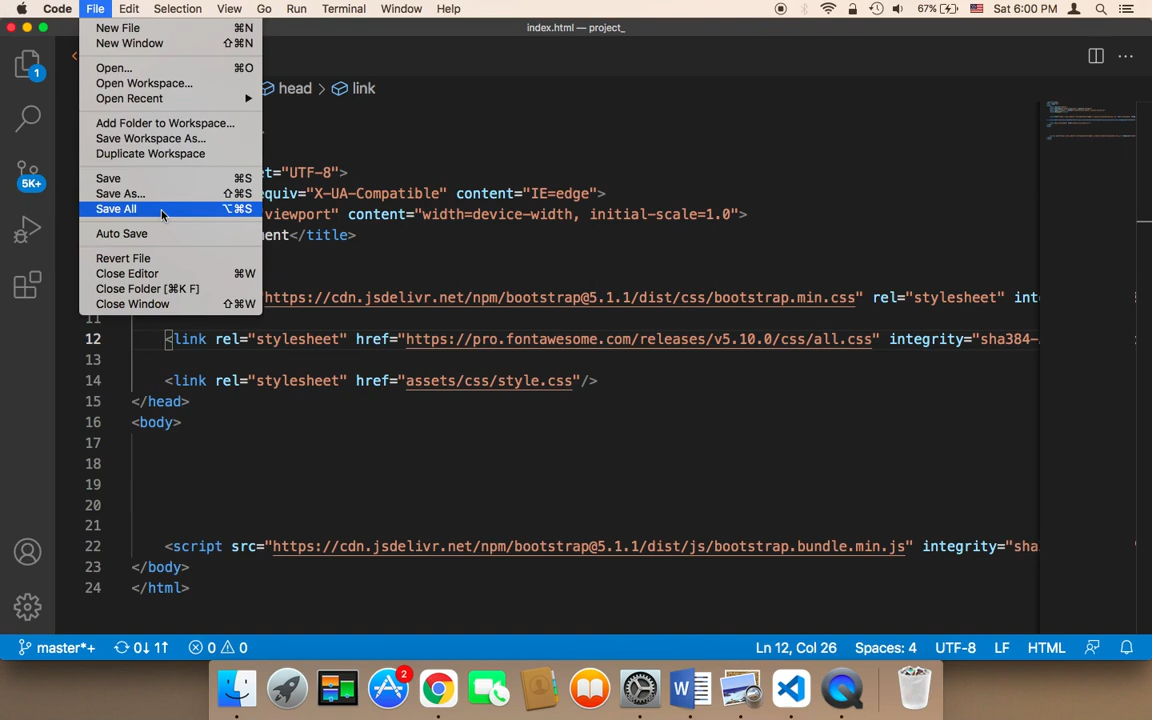 Code File Edit Selection View Go Run Terminal Window Help 67% Sat 6:00 PM
index.html — project_
New File ⌘N
New Window ⇧⌘N
Open... ⌘O
Open Workspace...
Open Recent
Add Folder to Workspace...
Save Workspace As...
Duplicate Workspace
Save ⌘S
Save As... ⇧⌘S
Save All ⌥⌘S
Auto Save
Revert File
Close Editor ⌘W
Close Folder [⌘K F]
Close Window ⇧⌘W
1
5K+
head > link
et="UTF-8">
equiv="X-UA-Compatible" content="IE=edge">
viewport" content="width=device-width, initial-scale=1.0">
ent</title>
"https://cdn.jsdelivr.net/npm/bootstrap@5.1.1/dist/css/bootstrap.min.css" rel="stylesheet" int
11
12 <link rel="stylesheet" href="https://pro.fontawesome.com/releases/v5.10.0/css/all.css" integrity="sha384-
13
14 <link rel="stylesheet" href="assets/css/style.css"/>
15 </head>
16 <body>
17
18
19
20
21
22 <script src="https://cdn.jsdelivr.net/npm/bootstrap@5.1.1/dist/js/bootstrap.bundle.min.js" integrity="sha
23 </body>
24 </html>
master*+ 0↓ 1↑ 0 0 Ln 12, Col 26 Spaces: 4 UTF-8 LF HTML
2